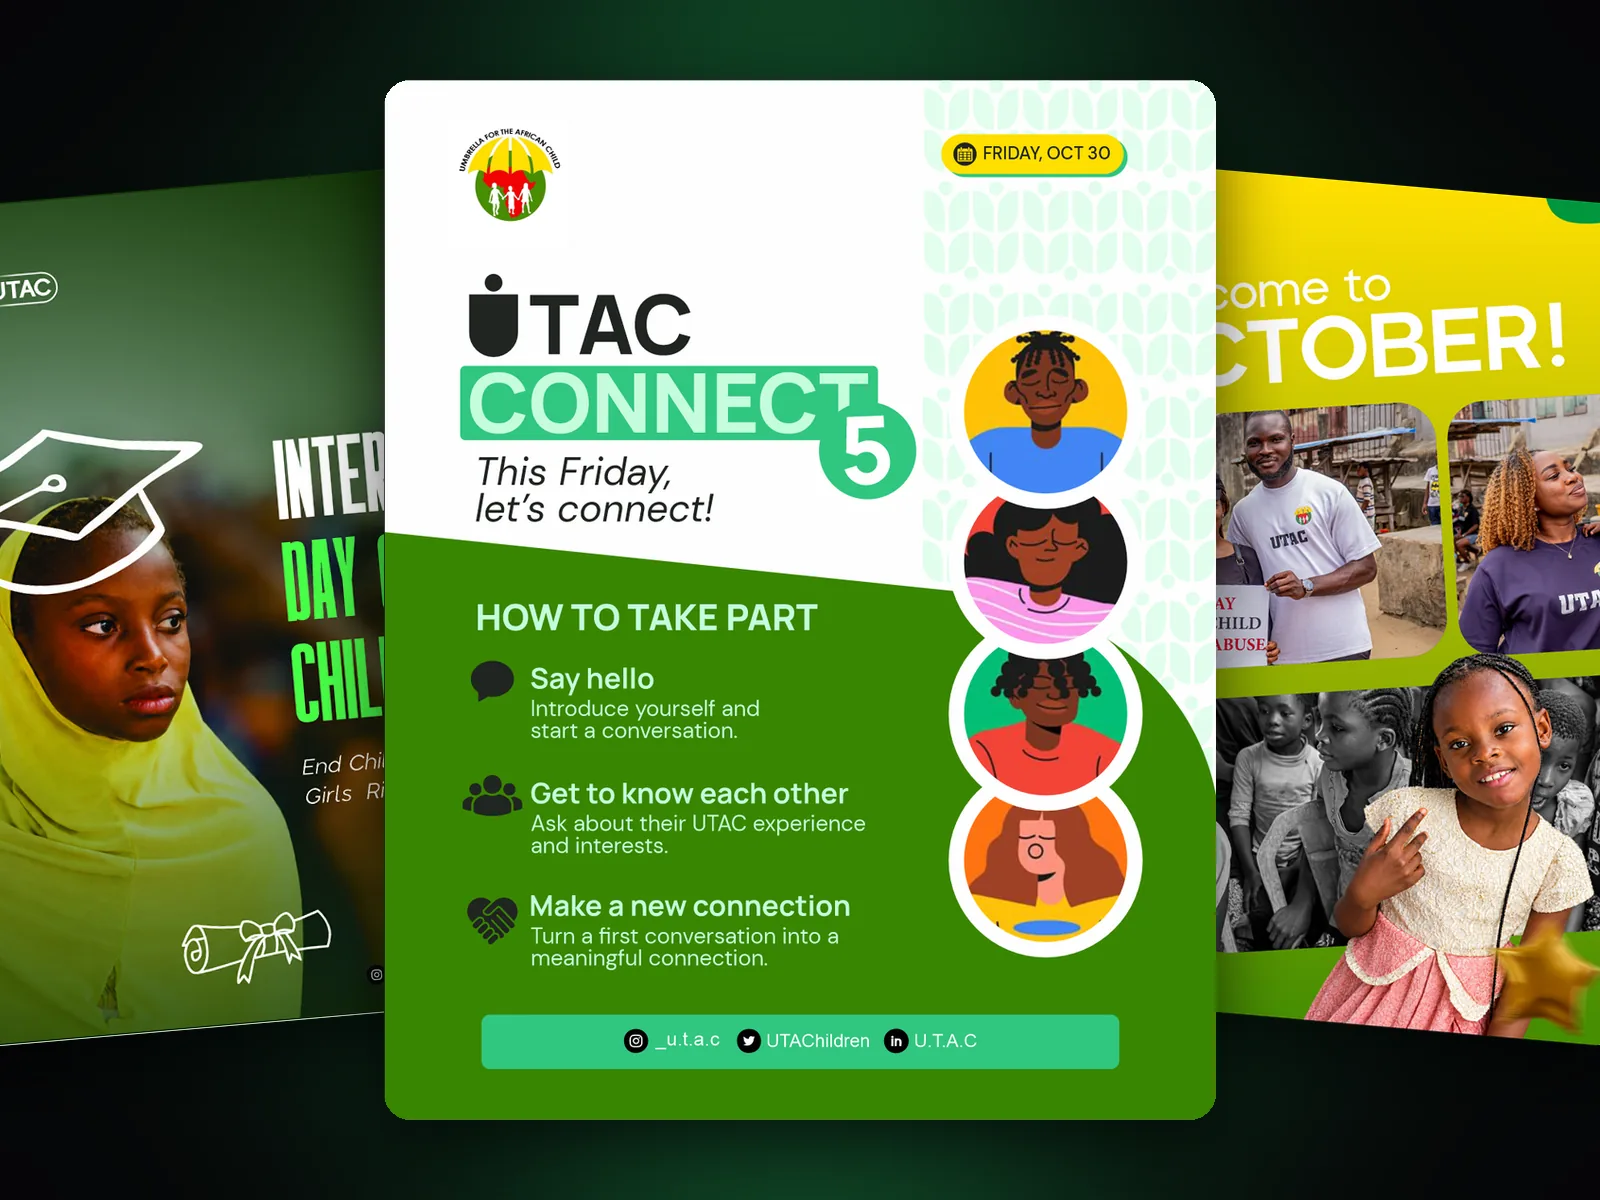 UTAC
INTER
DAY
CHIL
End Chil
Girls Ri
UMBRELLA FOR THE AFRICAN CHILD
FRIDAY, OCT 30
UTAC
CONNECT
5
This Friday,
let's connect!
HOW TO TAKE PART
Say hello
Introduce yourself and
start a conversation.
Get to know each other
Ask about their UTAC experience
and interests.
Make a new connection
Turn a first conversation into a
meaningful connection.
_u.t.a.c UTAChildren in U.T.A.C
come to
CTOBER!
UTAC
AY
CHILD
ABUSE
UTA